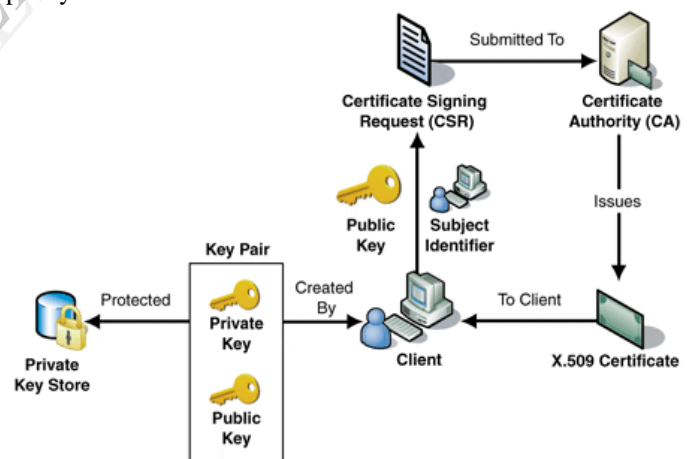 Submitted To
Certificate Signing
Request (CSR)
Certificate
Authority (CA)
Public
Key
Subject
Identifier
Issues
Key Pair
Protected
Private
Key
Created
By
To Client
Client
X.509 Certificate
Private
Key Store
Public
Key